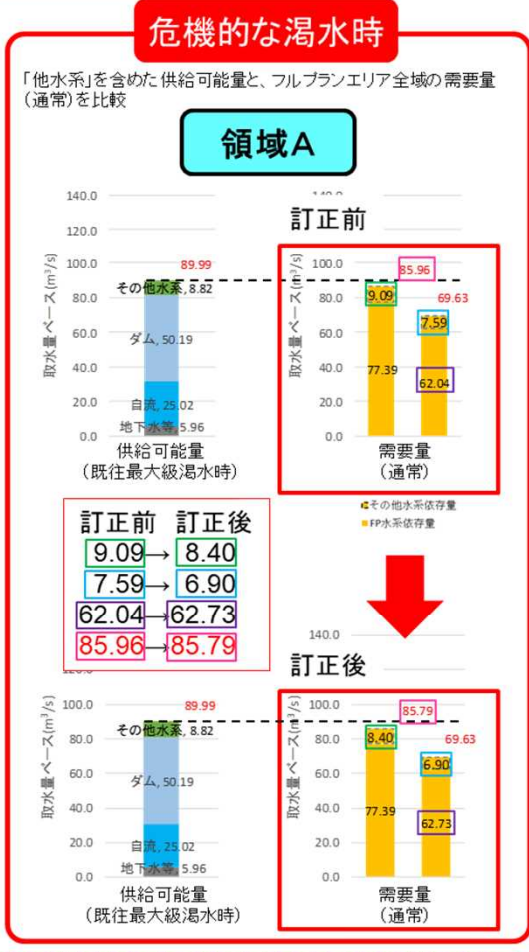 危機的な渇水時
「他水系」を含めた供給可能量と、フルプランエリア全域の需要量
(通常)を比較
領域A
訂正前
取水量ベース(m³/s)
140.0
120.0
100.0
80.0
60.0
40.0
20.0
0.0
89.99
その他水系, 8.82
ダム, 50.19
自流, 25.02
地下水等, 5.96
供給可能量
(既往最大級渇水時)
取水量ベース(m³/s)
100.0
80.0
60.0
40.0
20.0
0.0
85.96
69.63
9.09
7.59
77.39
62.04
需要量
(通常)
その他水系依存量
FP水系依存量
訂正前 訂正後
9.09→ 8.40
7.59→ 6.90
62.04→62.73
85.96→85.79
140.0
訂正後
取水量ベース(m³/s)
100.0
80.0
60.0
40.0
20.0
0.0
89.99
その他水系, 8.82
ダム, 50.19
自流, 25.02
地下水等, 5.96
供給可能量
(既往最大級渇水時)
取水量ベース(m³/s)
100.0
80.0
60.0
40.0
20.0
0.0
85.79
69.63
8.40
6.90
77.39
62.73
需要量
(通常)